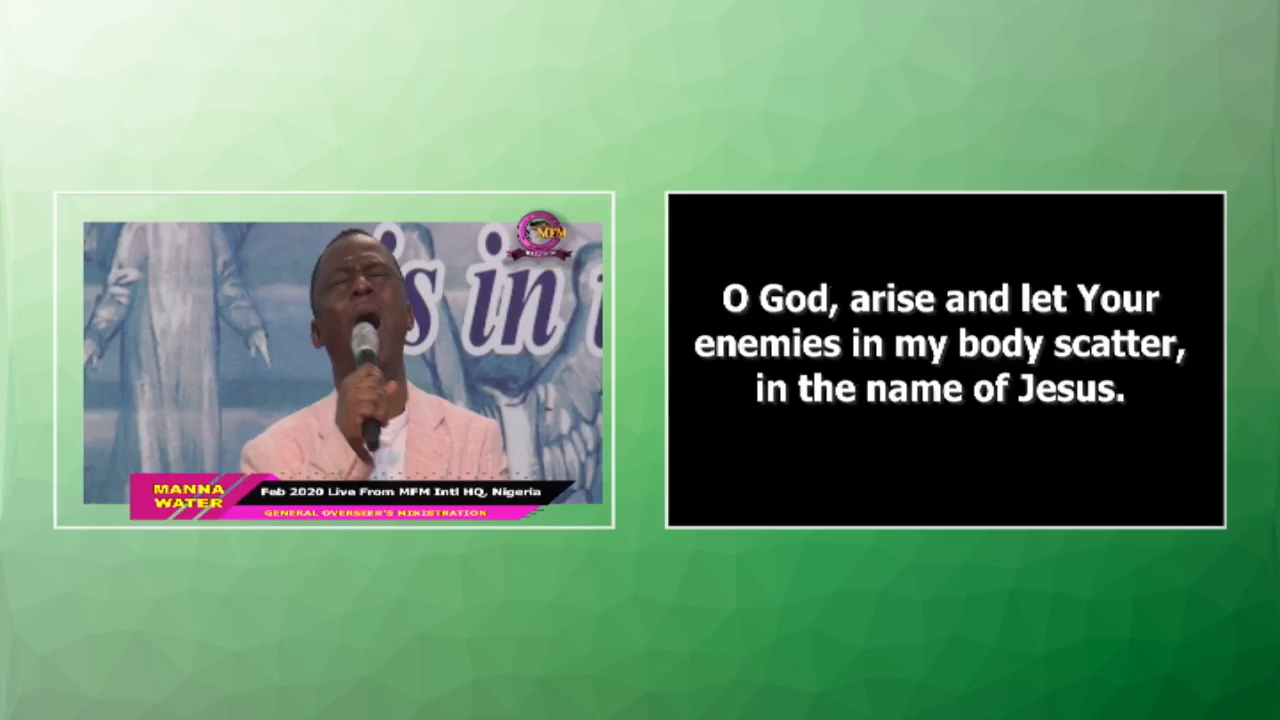 s in
MFM
MANNA
WATER
Feb 2020 Live From MFM Intl HQ, Nigeria
GENERAL OVERSEER'S MINISTRATION
O God, arise and let Your
enemies in my body scatter,
in the name of Jesus.